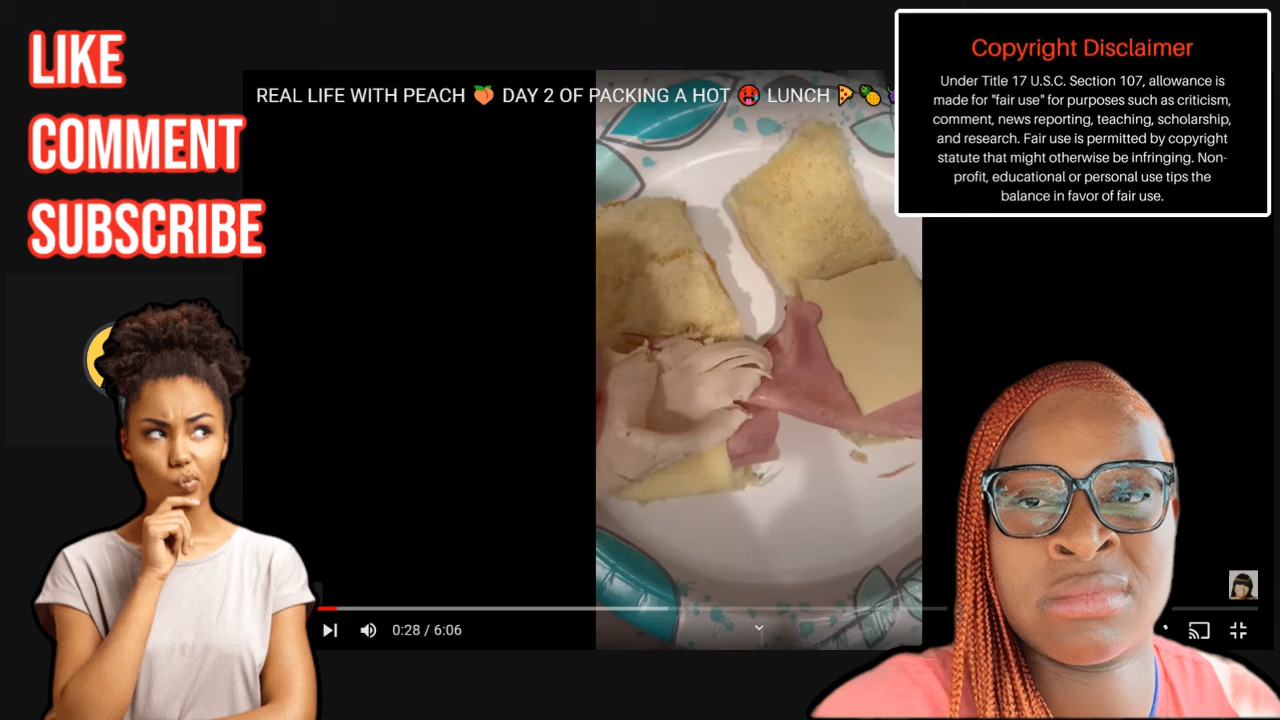 LIKE
COMMENT
SUBSCRIBE
REAL LIFE WITH PEACH 🍑 DAY 2 OF PACKING A HOT 🥵 LUNCH 🍕🍍🍆
Copyright Disclaimer
Under Title 17 U.S.C. Section 107, allowance is
made for "fair use" for purposes such as criticism,
comment, news reporting, teaching, scholarship,
and research. Fair use is permitted by copyright
statute that might otherwise be infringing. Non-
profit, educational or personal use tips the
balance in favor of fair use.
0:28 / 6:06